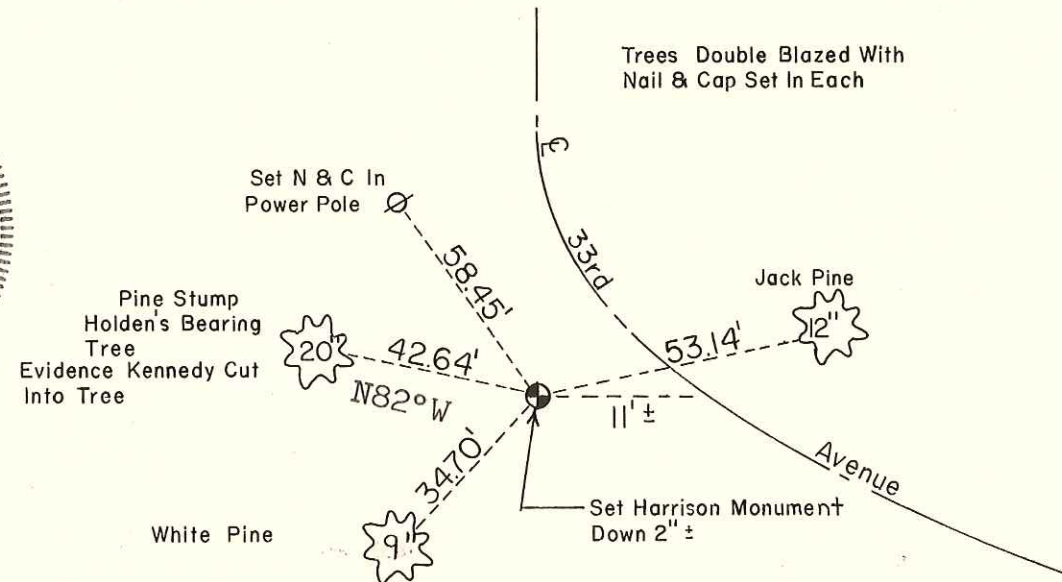 Trees Double Blazed With
Nail & Cap Set In Each
℄
Set N & C In
Power Pole
33rd
58.45'
Jack Pine
12"
53.14'
Pine Stump
Holden's Bearing
Tree
Evidence Kennedy Cut
Into Tree
20"
42.64'
N82°W
11' ±
Avenue
34.70'
Set Harrison Monument
Down 2" ±
White Pine
9"